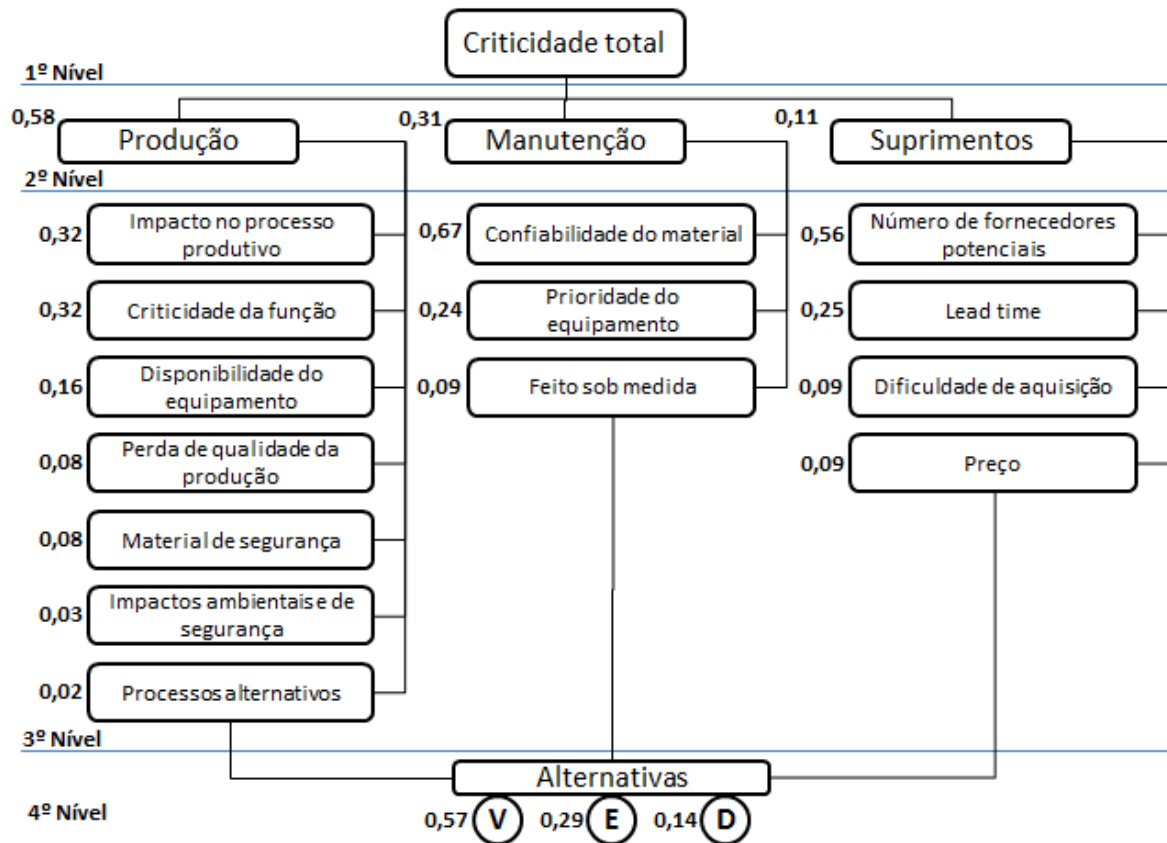 Criticidade total
1º Nível
0,58
Produção
0,31
Manutenção
0,11
Suprimentos
2º Nível
0,32
Impacto no processo
produtivo
0,32
Criticidade da função
0,16
Disponibilidade do
equipamento
0,08
Perda de qualidade da
produção
0,08
Material de segurança
0,03
Impactos ambientais e de
segurança
0,02
Processos alternativos
0,67
Confiabilidade do material
0,24
Prioridade do
equipamento
0,09
Feito sob medida
0,56
Número de fornecedores
potenciais
0,25
Lead time
0,09
Dificuldade de aquisição
0,09
Preço
3º Nível
Alternativas
4º Nível
0,57 V 0,29 E 0,14 D